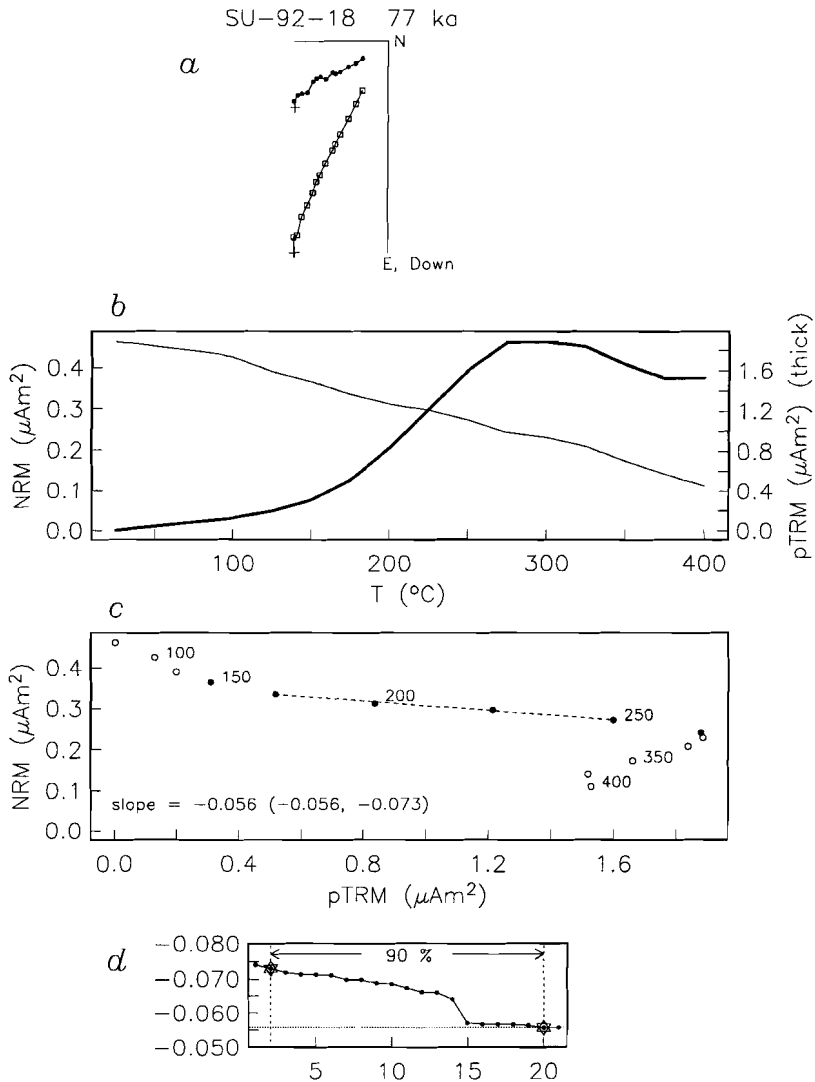 SU-92-18 77 ka
a
N
E, Down
b
NRM (μAm²)
0.4
0.3
0.2
0.1
0.0
pTRM (μAm²) (thick)
1.6
1.2
0.8
0.4
0.0
100 200 300 400
T (°C)
c
NRM (μAm²)
0.4
0.3
0.2
0.1
0.0
100
150
200
250
350
400
slope = -0.056 (-0.056, -0.073)
0.0 0.4 0.8 1.2 1.6
pTRM (μAm²)
d
-0.080
-0.070
-0.060
-0.050
90 %
5 10 15 20